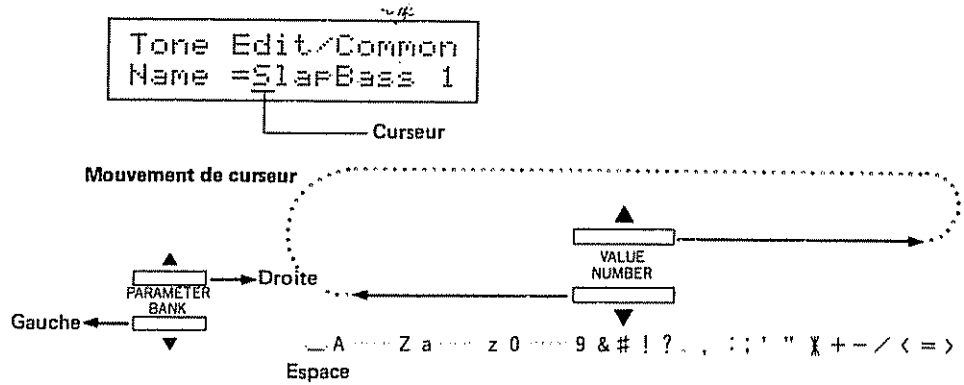 Tone Edit/Common
Name =SlapBass 1
Curseur
Mouvement de curseur
VALUE
NUMBER
Droite
PARAMETER
BANK
Gauche
A ····· Z a ····· z 0 ····· 9 & # ! ? . , : ; ' " ¥ + - / < = >
Espace